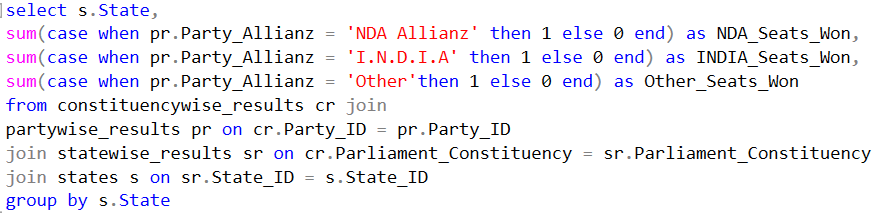 select s.State,
sum(case when pr.Party_Allianz = 'NDA Allianz' then 1 else 0 end) as NDA_Seats_Won,
sum(case when pr.Party_Allianz = 'I.N.D.I.A' then 1 else 0 end) as INDIA_Seats_Won,
sum(case when pr.Party_Allianz = 'Other'then 1 else 0 end) as Other_Seats_Won
from constituencywise_results cr join
partywise_results pr on cr.Party_ID = pr.Party_ID
join statewise_results sr on cr.Parliament_Constituency = sr.Parliament_Constituency
join states s on sr.State_ID = s.State_ID
group by s.State